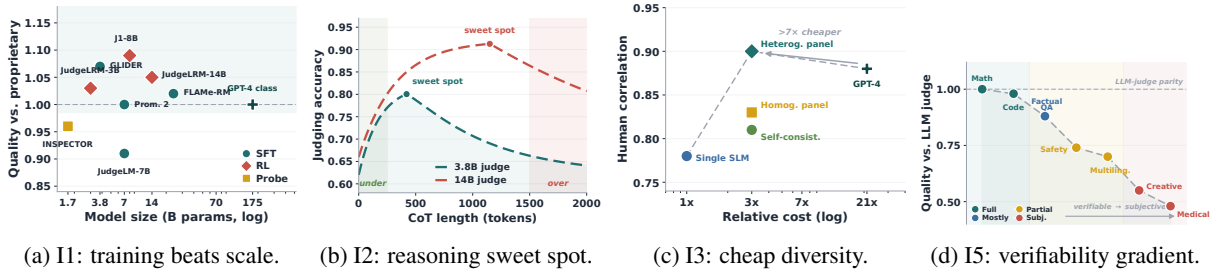 Quality vs. proprietary
1.15
1.10
1.05
1.00
0.95
0.90
0.85
J1-8B
GLIDER
JudgeLRM-3B
JudgeLRM-14B
FLAMe-RM
GPT-4 class
Prom. 2
INSPECTOR
JudgeLM-7B
SFT
RL
Probe
1.7
3.8
7
14
70
175
Model size (B params, log)
(a) I1: training beats scale.
Judging accuracy
0.95
0.90
0.85
0.80
0.75
0.70
0.65
0.60
sweet spot
sweet spot
3.8B judge
14B judge
under
over
0
500
1000
1500
2000
CoT length (tokens)
(b) I2: reasoning sweet spot.
Human correlation
0.95
0.90
0.85
0.80
0.75
>7× cheaper
Heterog. panel
GPT-4
Homog. panel
Self-consist.
Single SLM
1x
3x
7x
21x
Relative cost (log)
(c) I3: cheap diversity.
Quality vs. LLM judge
1.00
0.75
0.50
Math
LLM-judge parity
Code
Factual
QA
Safety
Multiling.
Creative
Medical
Full
Mostly
Partial
Subj.
verifiable → subjective
(d) I5: verifiability gradient.